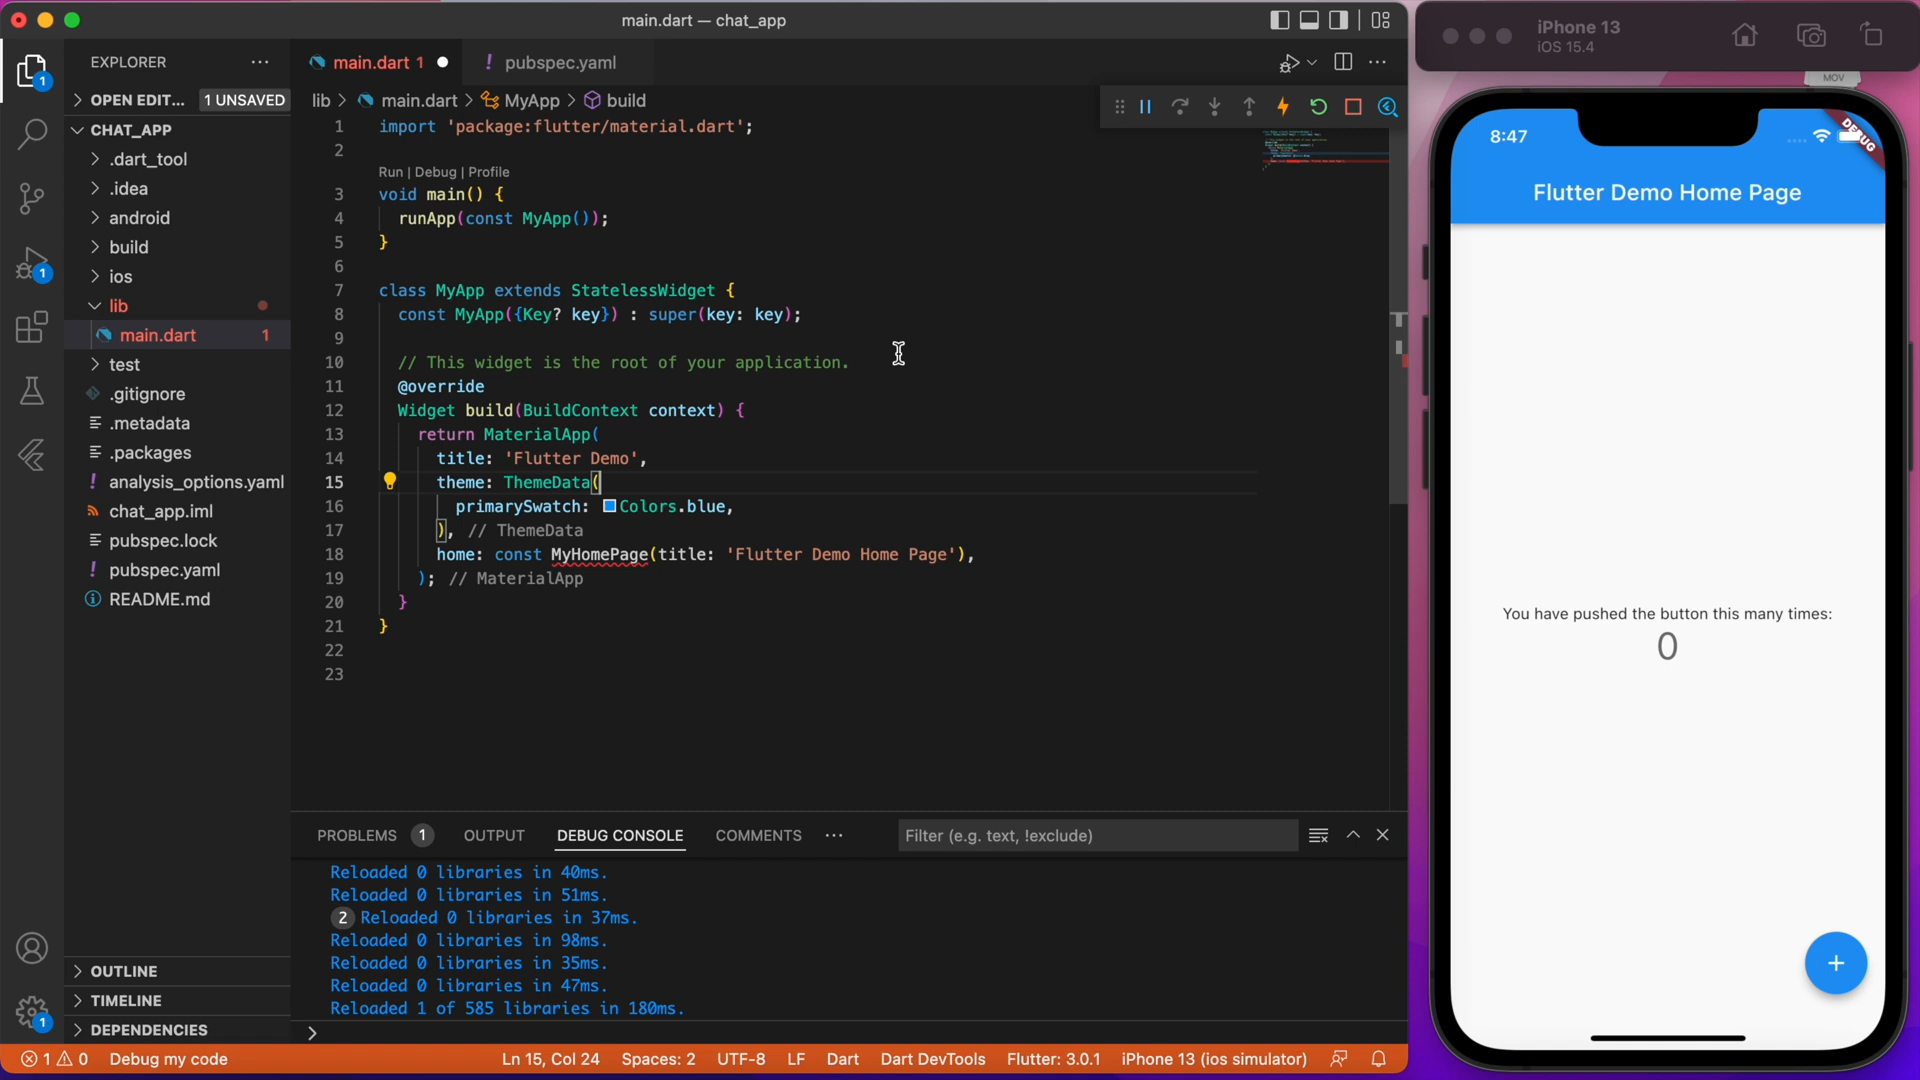 main.dart — chat_app
EXPLORER
OPEN EDIT... 1 UNSAVED
CHAT_APP
.dart_tool
.idea
android
build
ios
lib
main.dart 1
test
.gitignore
.metadata
.packages
analysis_options.yaml
chat_app.iml
pubspec.lock
pubspec.yaml
README.md
OUTLINE
TIMELINE
DEPENDENCIES
1
1
1
main.dart 1
! pubspec.yaml
lib > main.dart > MyApp > build
1 import 'package:flutter/material.dart';
2
Run | Debug | Profile
3 void main() {
4 runApp(const MyApp());
5 }
6
7 class MyApp extends StatelessWidget {
8 const MyApp({Key? key}) : super(key: key);
9
10 // This widget is the root of your application.
11 @override
12 Widget build(BuildContext context) {
13 return MaterialApp(
14 title: 'Flutter Demo',
15 theme: ThemeData(
16 primarySwatch: Colors.blue,
17 ), // ThemeData
18 home: const MyHomePage(title: 'Flutter Demo Home Page'),
19 ); // MaterialApp
20 }
21 }
22
23
PROBLEMS 1 OUTPUT DEBUG CONSOLE COMMENTS ··· Filter (e.g. text, !exclude)
Reloaded 0 libraries in 40ms.
Reloaded 0 libraries in 51ms.
2 Reloaded 0 libraries in 37ms.
Reloaded 0 libraries in 98ms.
Reloaded 0 libraries in 35ms.
Reloaded 0 libraries in 47ms.
Reloaded 1 of 585 libraries in 180ms.
>
1 0 Debug my code Ln 15, Col 24 Spaces: 2 UTF-8 LF Dart Dart DevTools Flutter: 3.0.1 iPhone 13 (ios simulator)
iPhone 13
iOS 15.4
MOV
8:47
DEBUG
Flutter Demo Home Page
You have pushed the button this many times:
0
+